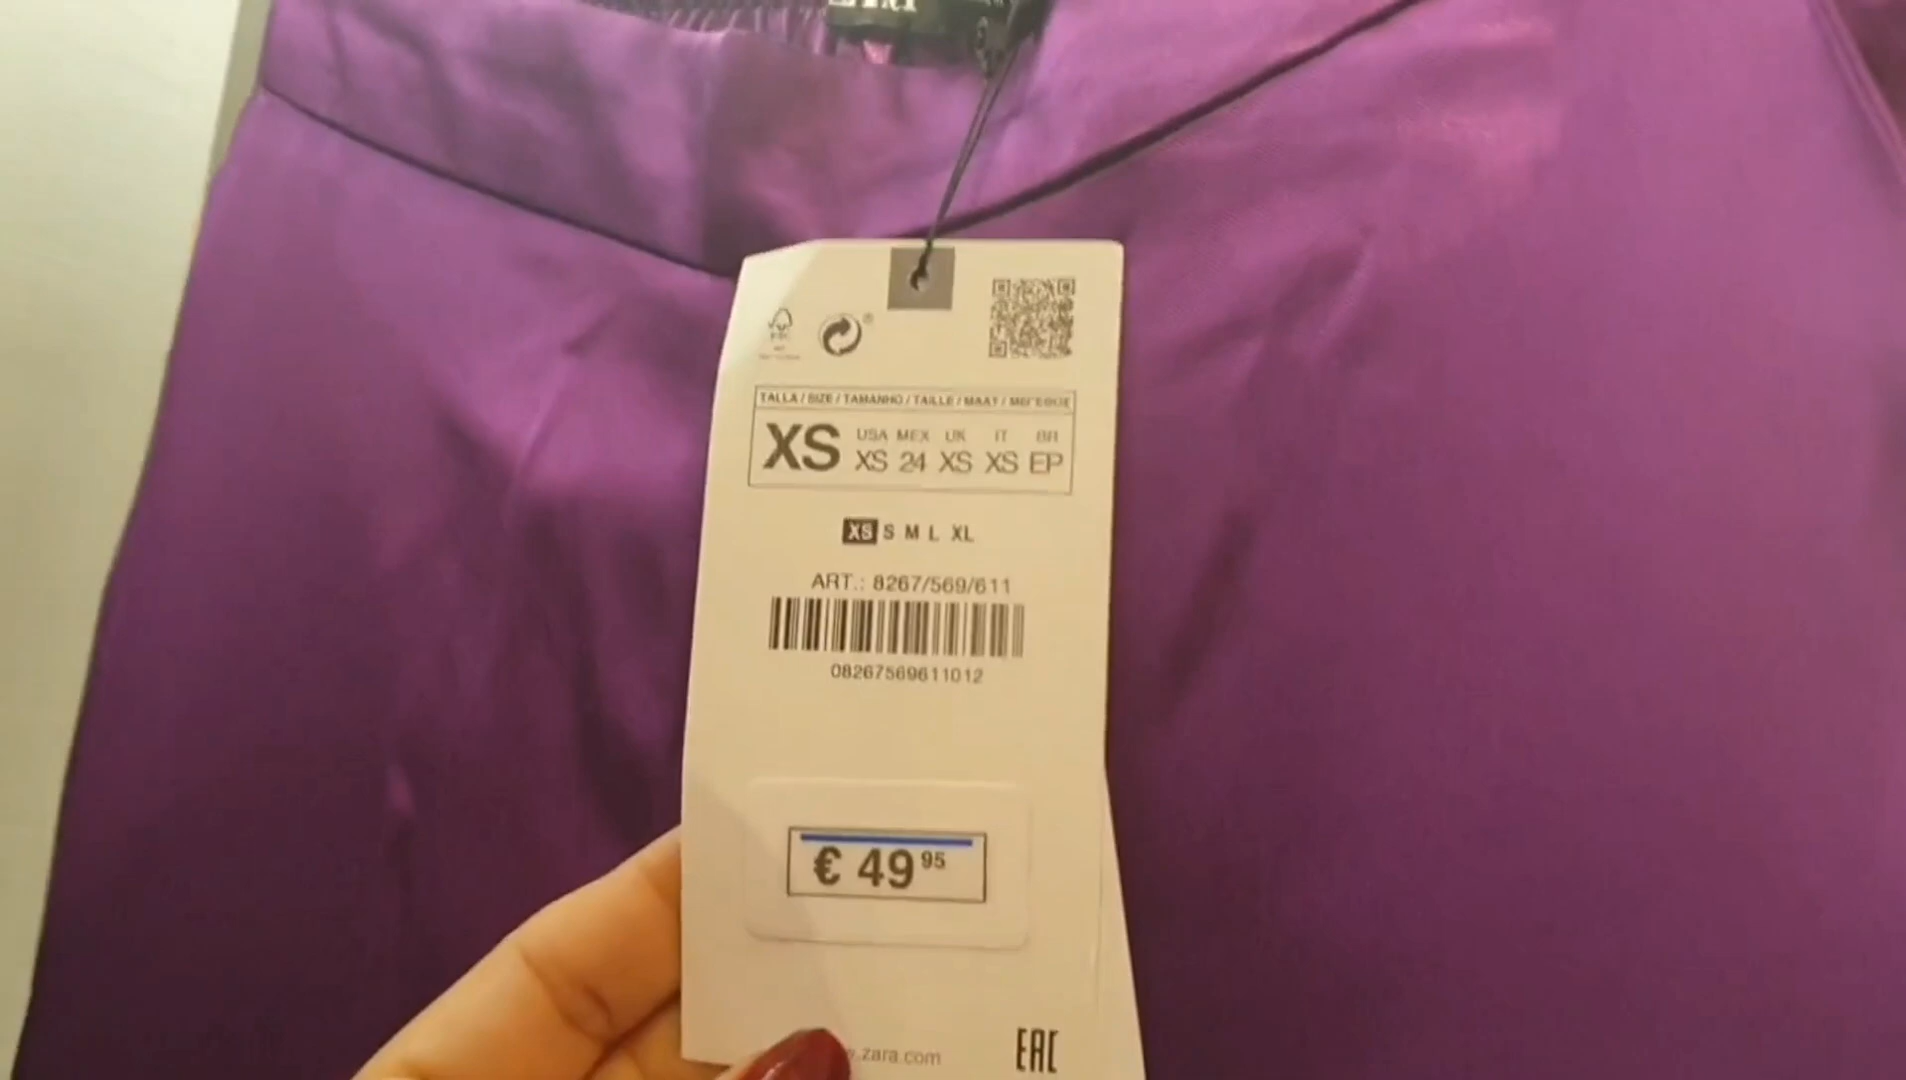 TALLA / SIZE / TAMANHO / TAILLE / MAAT /
XS
USA MEX UK IT BR
XS 24 XS XS EP
XS S M L XL
ART.: 8267/569/611
08267569611012
€ 49 95
.zara.com
EAC